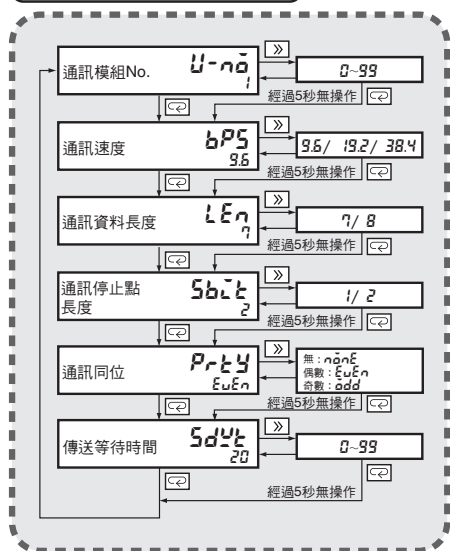 通訊模組No.
U-no
1
0~99
經過5秒無操作
通訊速度
bPS
9.6
9.6/ 19.2/ 38.4
經過5秒無操作
通訊資料長度
LEn
7
7/ 8
經過5秒無操作
通訊停止點
長度
Sbit
2
1/ 2
經過5秒無操作
通訊同位
PrtY
EvEn
無：nonE
偶數：EvEn
奇數：odd
經過5秒無操作
傳送等待時間
SdWt
20
0~99
經過5秒無操作